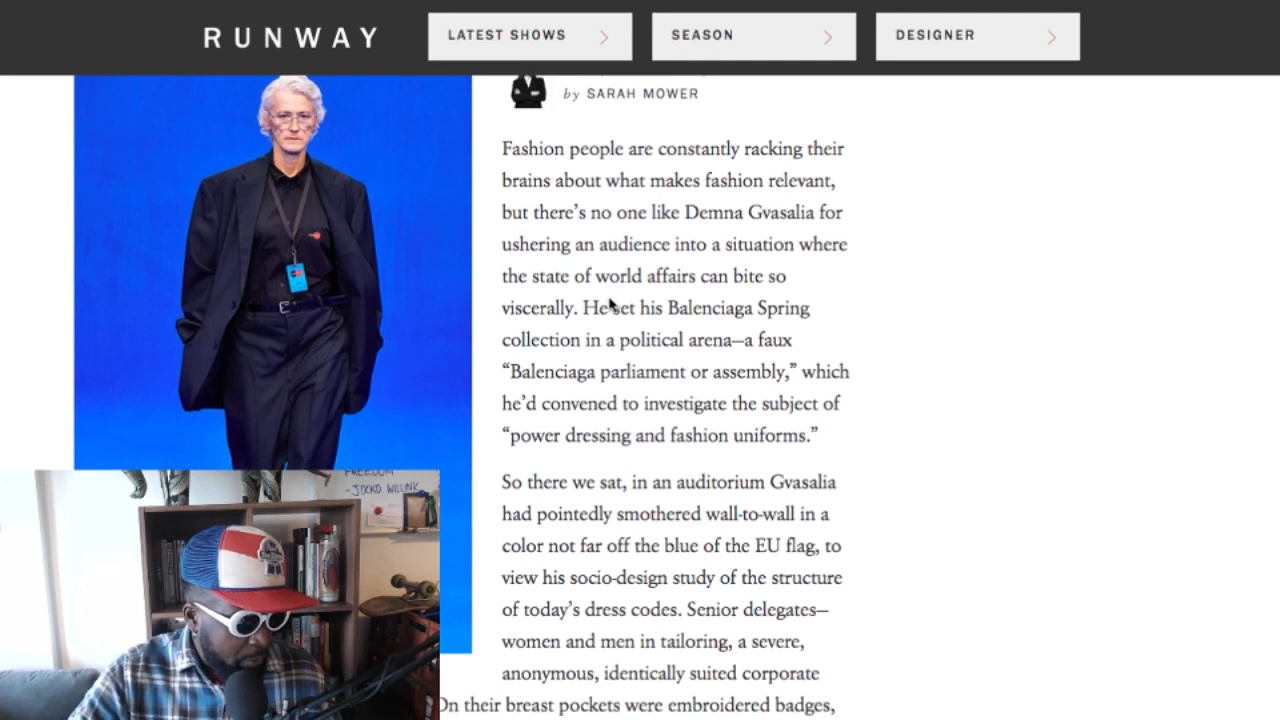 RUNWAY
LATEST SHOWS
SEASON
DESIGNER
by SARAH MOWER
Fashion people are constantly racking their
brains about what makes fashion relevant,
but there’s no one like Demna Gvasalia for
ushering an audience into a situation where
the state of world affairs can bite so
viscerally. He set his Balenciaga Spring
collection in a political arena—a faux
“Balenciaga parliament or assembly,” which
he’d convened to investigate the subject of
“power dressing and fashion uniforms.”
So there we sat, in an auditorium Gvasalia
had pointedly smothered wall-to-wall in a
color not far off the blue of the EU flag, to
view his socio-design study of the structure
of today’s dress codes. Senior delegates—
women and men in tailoring, a severe,
anonymous, identically suited corporate
On their breast pockets were embroidered badges,
FREEDOM
-JOCKO WILLINK